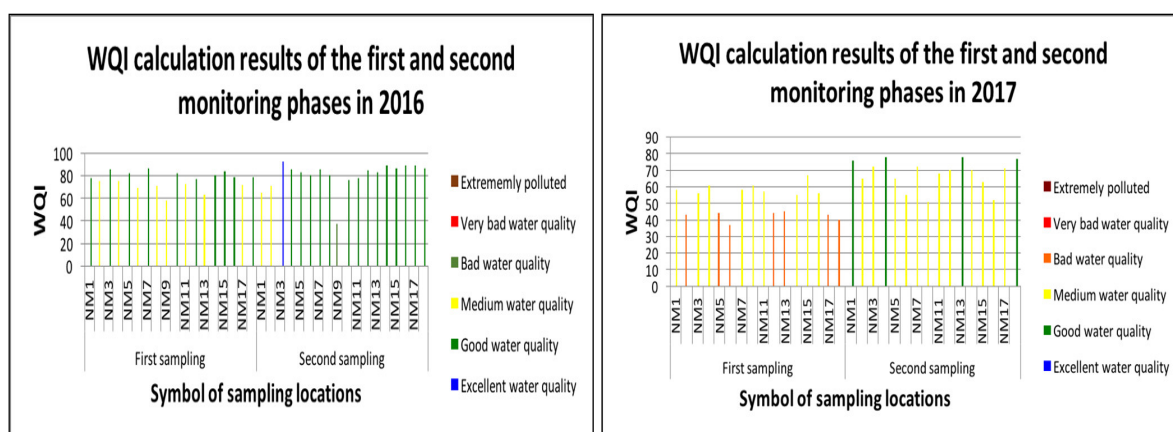 WQI calculation results of the first and second
monitoring phases in 2016
100
80
60
40
20
0
WQI
NM1
NM3
NM5
NM7
NM9
NM11
NM13
NM15
NM17
NM1
NM3
NM5
NM7
NM9
NM11
NM13
NM15
NM17
First sampling
Second sampling
Symbol of sampling locations
Extrememly polluted
Very bad water quality
Bad water quality
Medium water quality
Good water quality
Excellent water quality
WQI calculation results of the first and second
monitoring phases in 2017
90
80
70
60
50
40
30
20
10
0
WQI
NM1
NM3
NM5
NM7
NM11
NM13
NM15
NM17
NM1
NM3
NM5
NM7
NM11
NM13
NM15
NM17
First sampling
Second sampling
Symbol of sampling locations
Extremely polluted
Very bad water quality
Bad water quality
Medium water quality
Good water quality
Excellent water quality